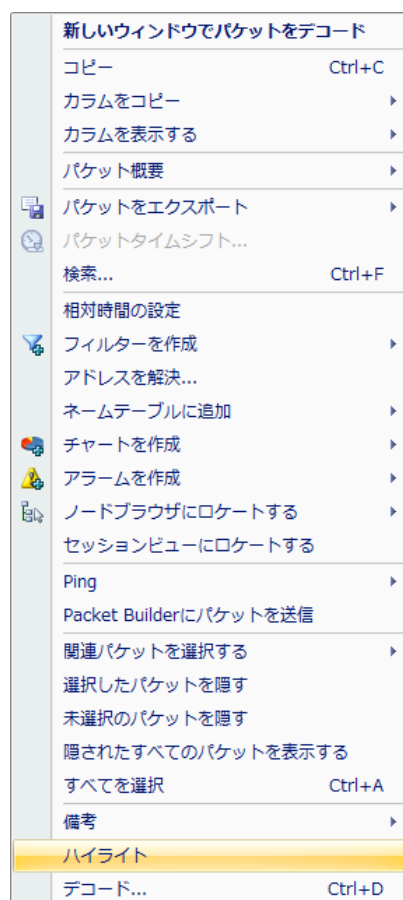 新しいウィンドウでパケットをデコード
コピー Ctrl+C
カラムをコピー
カラムを表示する
パケット概要
パケットをエクスポート
パケットタイムシフト...
検索... Ctrl+F
相対時間の設定
フィルターを作成
アドレスを解決...
ネームテーブルに追加
チャートを作成
アラームを作成
ノードブラウザにロケートする
セッションビューにロケートする
Ping
Packet Builderにパケットを送信
関連パケットを選択する
選択したパケットを隠す
未選択のパケットを隠す
隠されたすべてのパケットを表示する
すべてを選択 Ctrl+A
備考
ハイライト
デコード... Ctrl+D